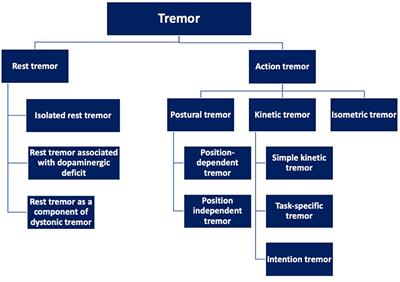 Tremor
Rest tremor
Action tremor
Isolated rest tremor
Rest tremor associated
with dopaminergic
deficit
Rest tremor as a
component of
dystonic tremor
Postural tremor
Kinetic tremor
Isometric tremor
Position-
dependent
tremor
Position
independent
tremor
Simple kinetic
tremor
Task-specific
tremor
Intention tremor